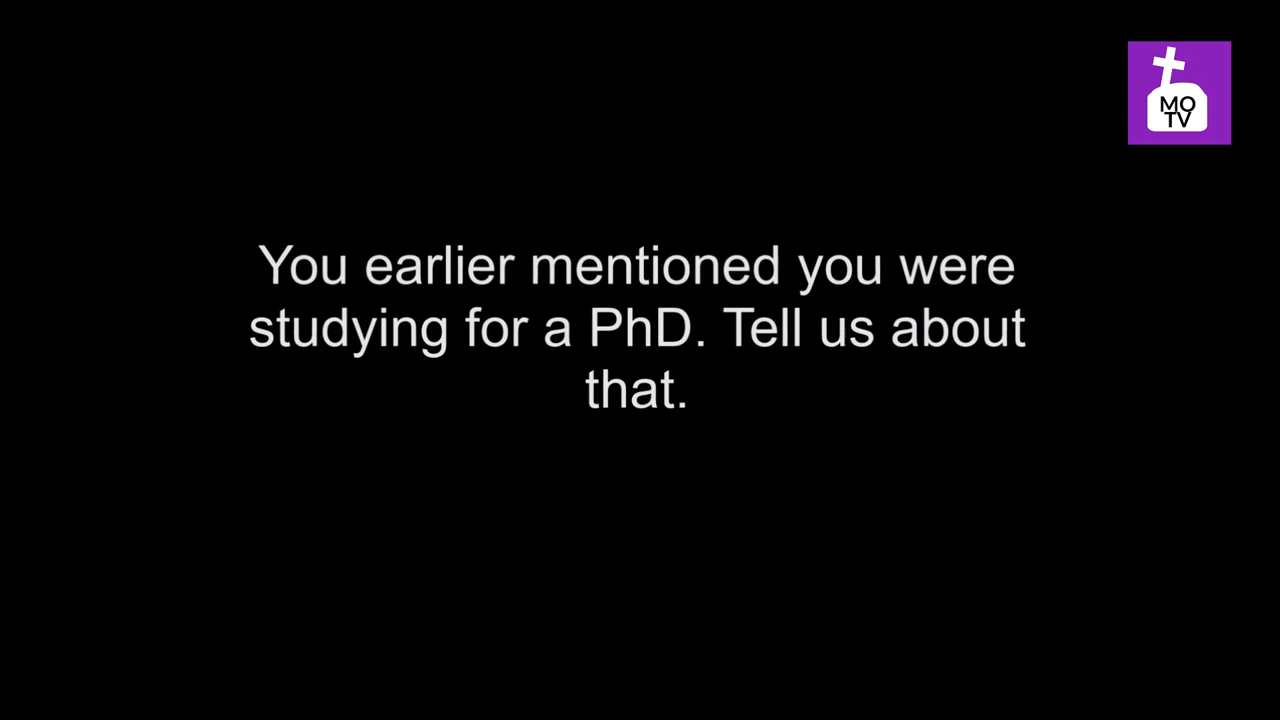 MO
TV
You earlier mentioned you were
studying for a PhD. Tell us about
that.